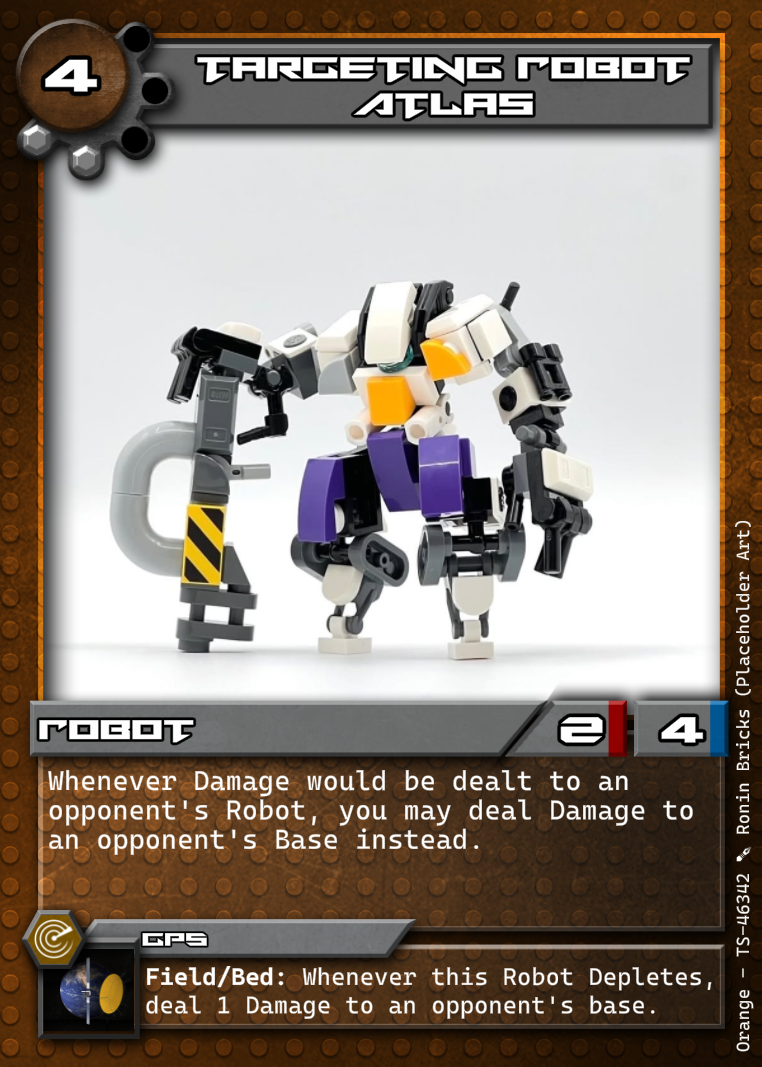 4
TARGETING ROBOT
ATLAS
ROBOT
2
4
Whenever Damage would be dealt to an
opponent's Robot, you may deal Damage to
an opponent's Base instead.
GPS
Field/Bed: Whenever this Robot Depletes,
deal 1 Damage to an opponent's base.
Orange - TS-46342 ✒ Ronin Bricks (Placeholder Art)